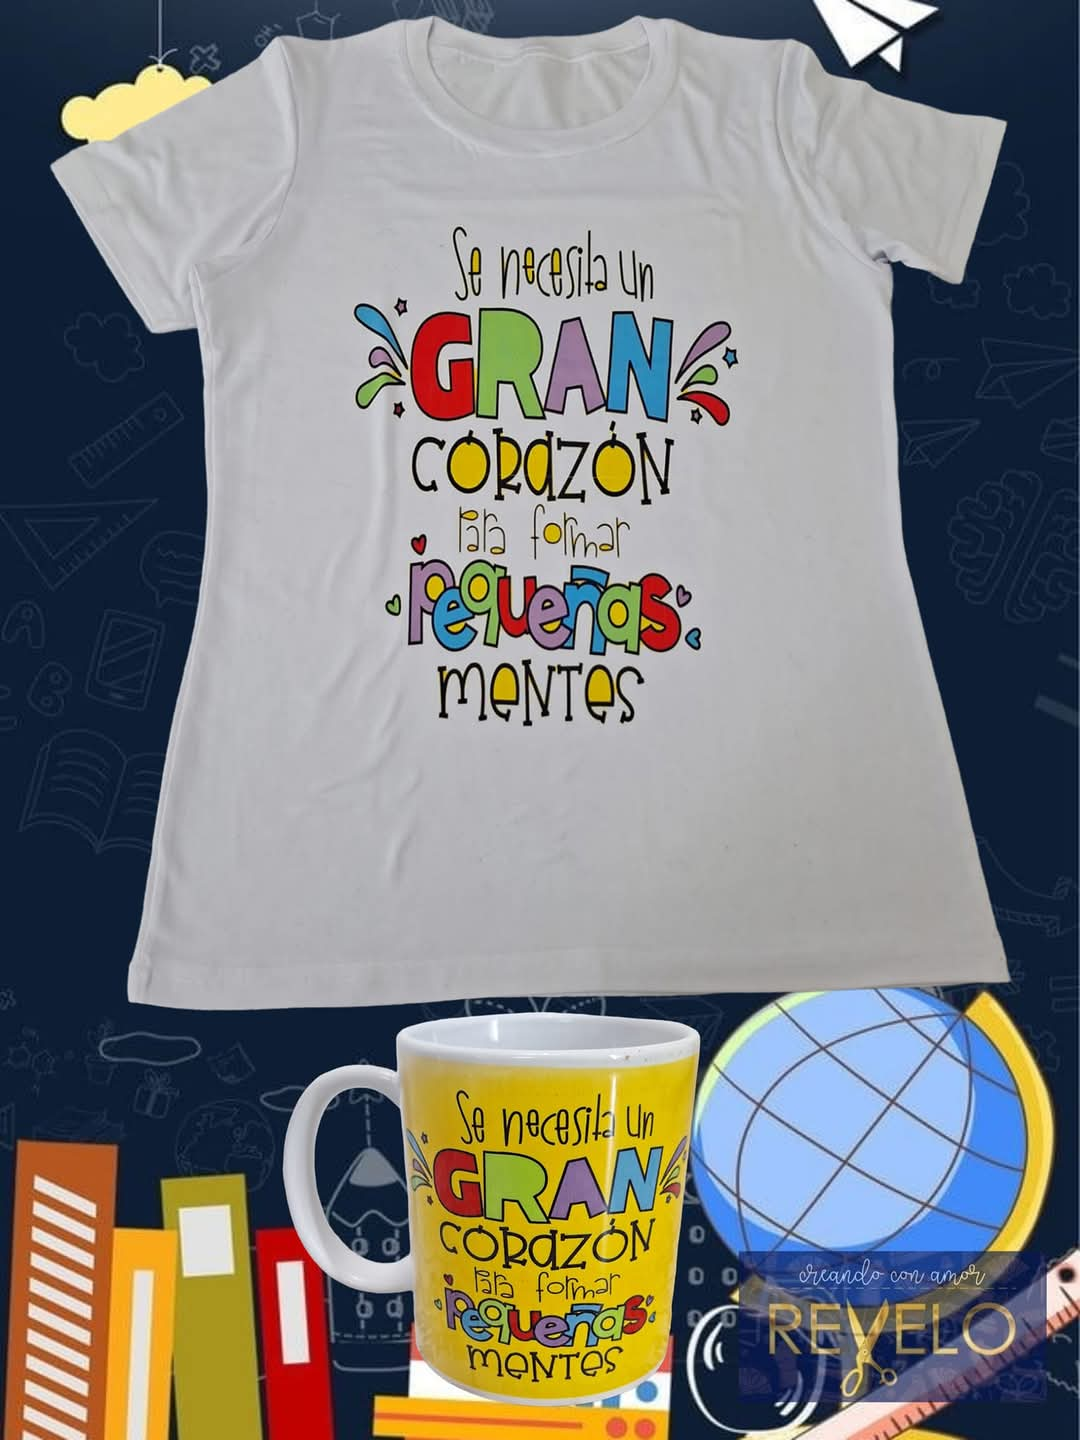 Se necesita un
GRAN
CORAZÓN
Para formar
Pequeñas
MENTES
Se necesita un
GRAN
CORAZÓN
Para formar
Pequeñas
MENTES
creando con amor
REVELO